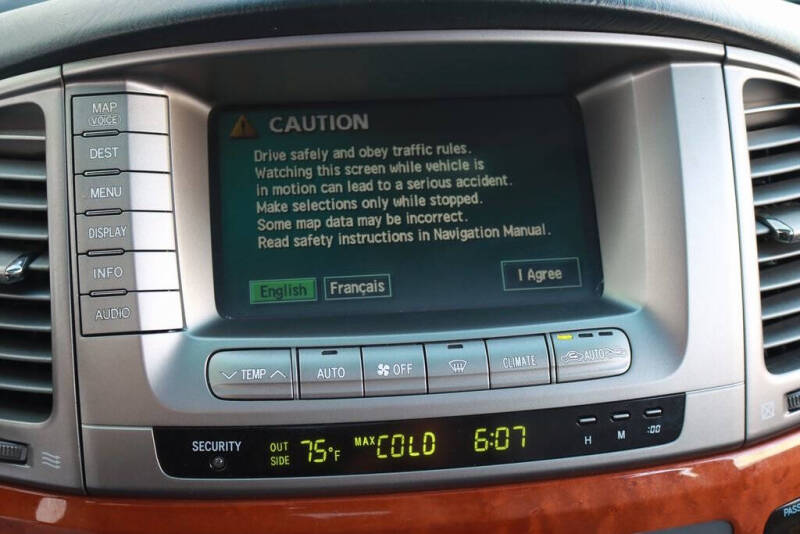 MAP
(VOICE)
DEST
MENU
DISPLAY
INFO
AUDIO
CAUTION
Drive safely and obey traffic rules.
Watching this screen while vehicle is
in motion can lead to a serious accident.
Make selections only while stopped.
Some map data may be incorrect.
Read safety instructions in Navigation Manual.
English
Français
I Agree
TEMP
AUTO
OFF
CLIMATE
AUTO
SECURITY
OUT
SIDE
75°F
MAX
COLD
6:07
H
M
:00
PASS